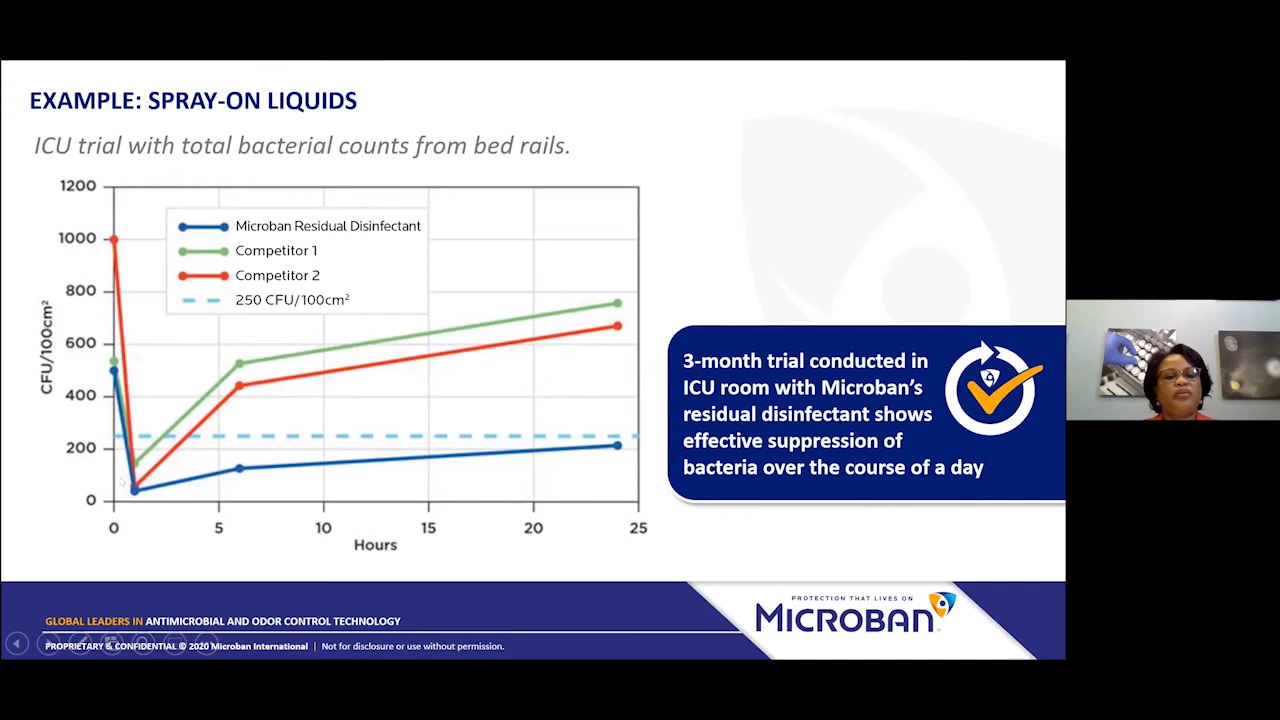 EXAMPLE: SPRAY-ON LIQUIDS
ICU trial with total bacterial counts from bed rails.
1200
1000
800
600
400
200
0
CFU/100cm²
Microban Residual Disinfectant
Competitor 1
Competitor 2
250 CFU/100cm²
0 5 10 15 20 25
Hours
3-month trial conducted in
ICU room with Microban's
residual disinfectant shows
effective suppression of
bacteria over the course of a day
GLOBAL LEADERS IN ANTIMICROBIAL AND ODOR CONTROL TECHNOLOGY
PROPRIETARY & CONFIDENTIAL © 2020 Microban International | Not for disclosure or use without permission.
PROTECTION THAT LIVES ON
MICROBAN®